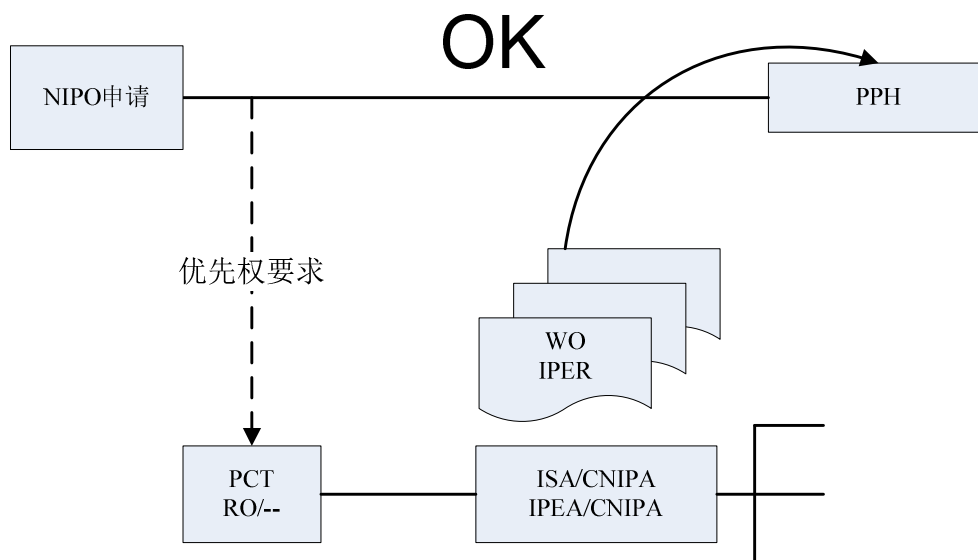 OK
NIPO申请
PPH
优先权要求
WO
IPER
PCT
RO/--
ISA/CNIPA
IPEA/CNIPA